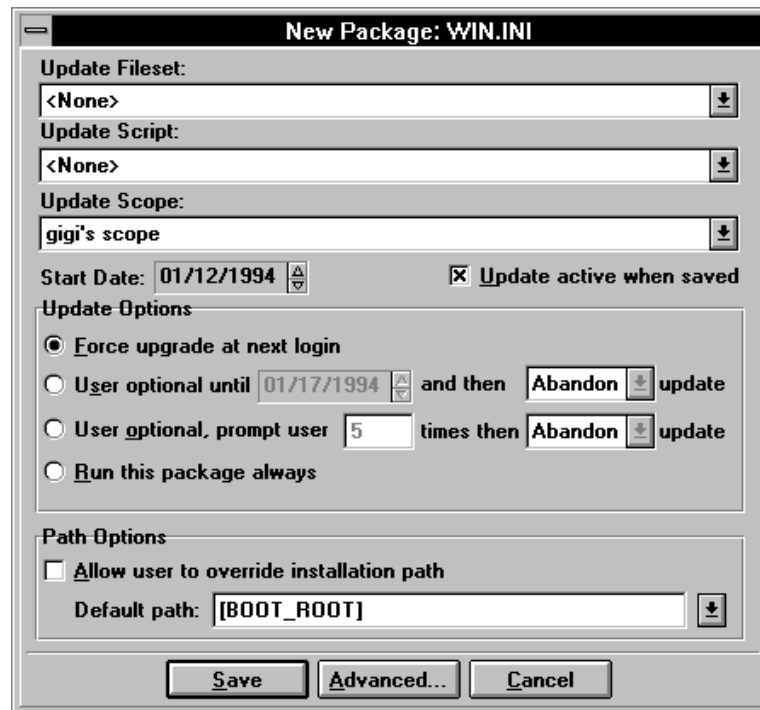 New Package: WIN.INI
Update Fileset:
<None>
Update Script:
<None>
Update Scope:
gigi's scope
Start Date: 01/12/1994 Update active when saved
Update Options
Force upgrade at next login
User optional until 01/17/1994 and then Abandon update
User optional, prompt user 5 times then Abandon update
Run this package always
Path Options
Allow user to override installation path
Default path: [BOOT_ROOT]
Save Advanced... Cancel